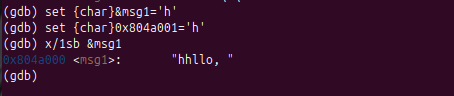 (gdb) set {char}&msg1='h'
(gdb) set {char}0x804a001='h'
(gdb) x/1sb &msg1
0x804a000 <msg1>:       "hhllo, "
(gdb)